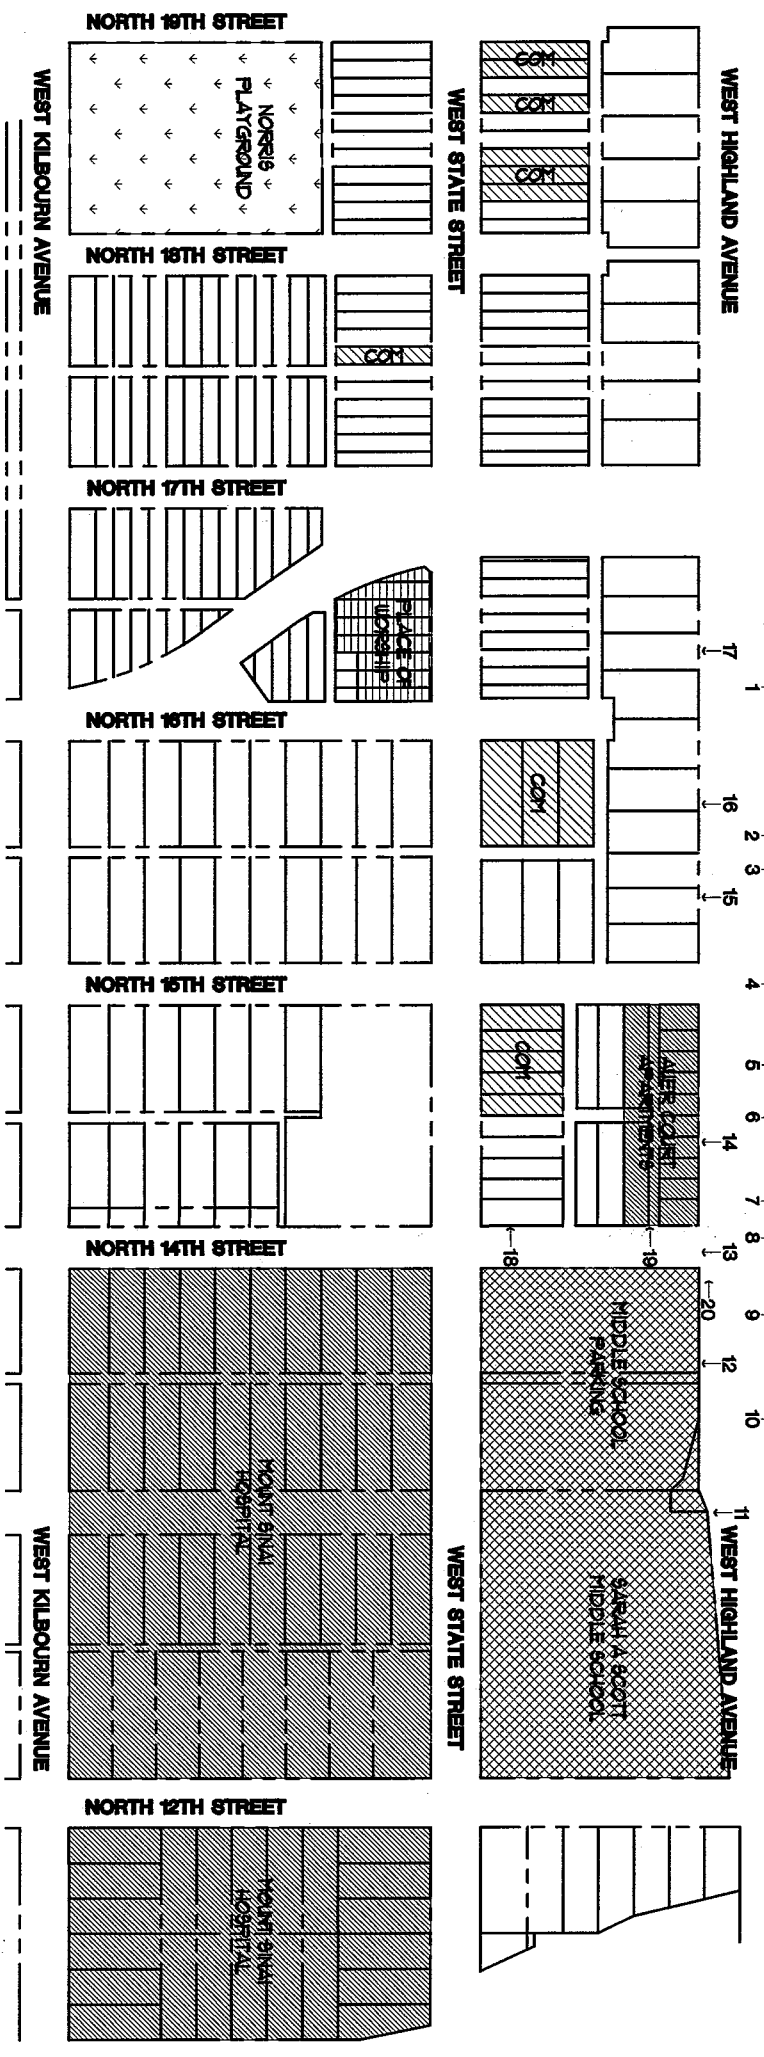 NORTH 19TH STREET
WEST KILBOURN AVENUE
NORRIS
PLAYGROUND
WEST STATE STREET
COM
COM
COM
WEST HIGHLAND AVENUE
NORTH 18TH STREET
COM
NORTH 17TH STREET
PLACE OF
WORSHIP
17
1
NORTH 16TH STREET
COM
16
2
3
15
NORTH 15TH STREET
4
COM
AIER COURT
APARTMENTS
5
6
14
7
8
NORTH 14TH STREET
18
19
13
20
9
MIDDLE SCHOOL
PARKING
12
10
MOUNT SINAI
HOSPITAL
11
WEST KILBOURN AVENUE
WEST STATE STREET
SARAH A SCOTT
MIDDLE SCHOOL
WEST HIGHLAND AVENUE
NORTH 12TH STREET
MOUNT SINAI
HOSPITAL